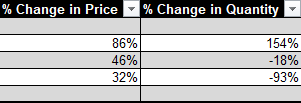 % Change in Price % Change in Quantity
86% 154%
46% -18%
32% -93%